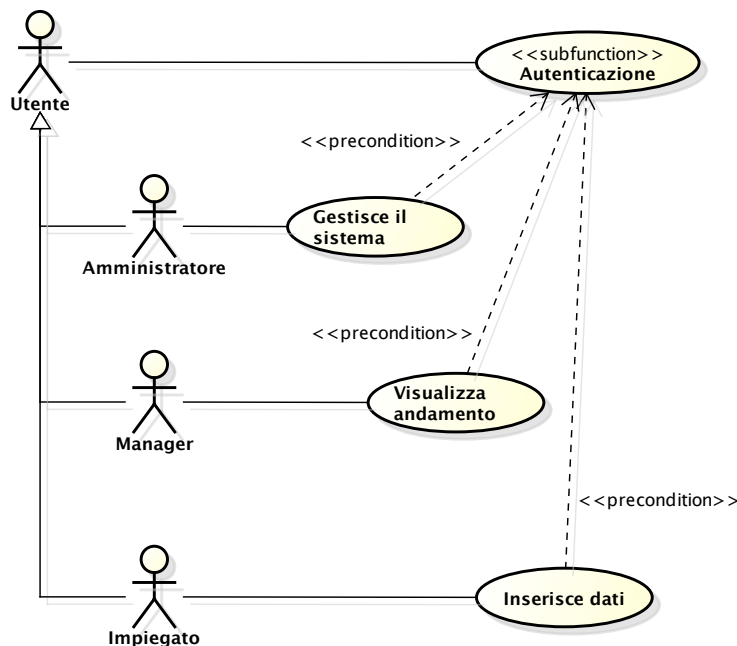 <<subfunction>>
Autenticazione
Utente
<<precondition>>
Gestisce il
sistema
Amministratore
<<precondition>>
Visualizza
andamento
Manager
<<precondition>>
Inserisce dati
Impiegato